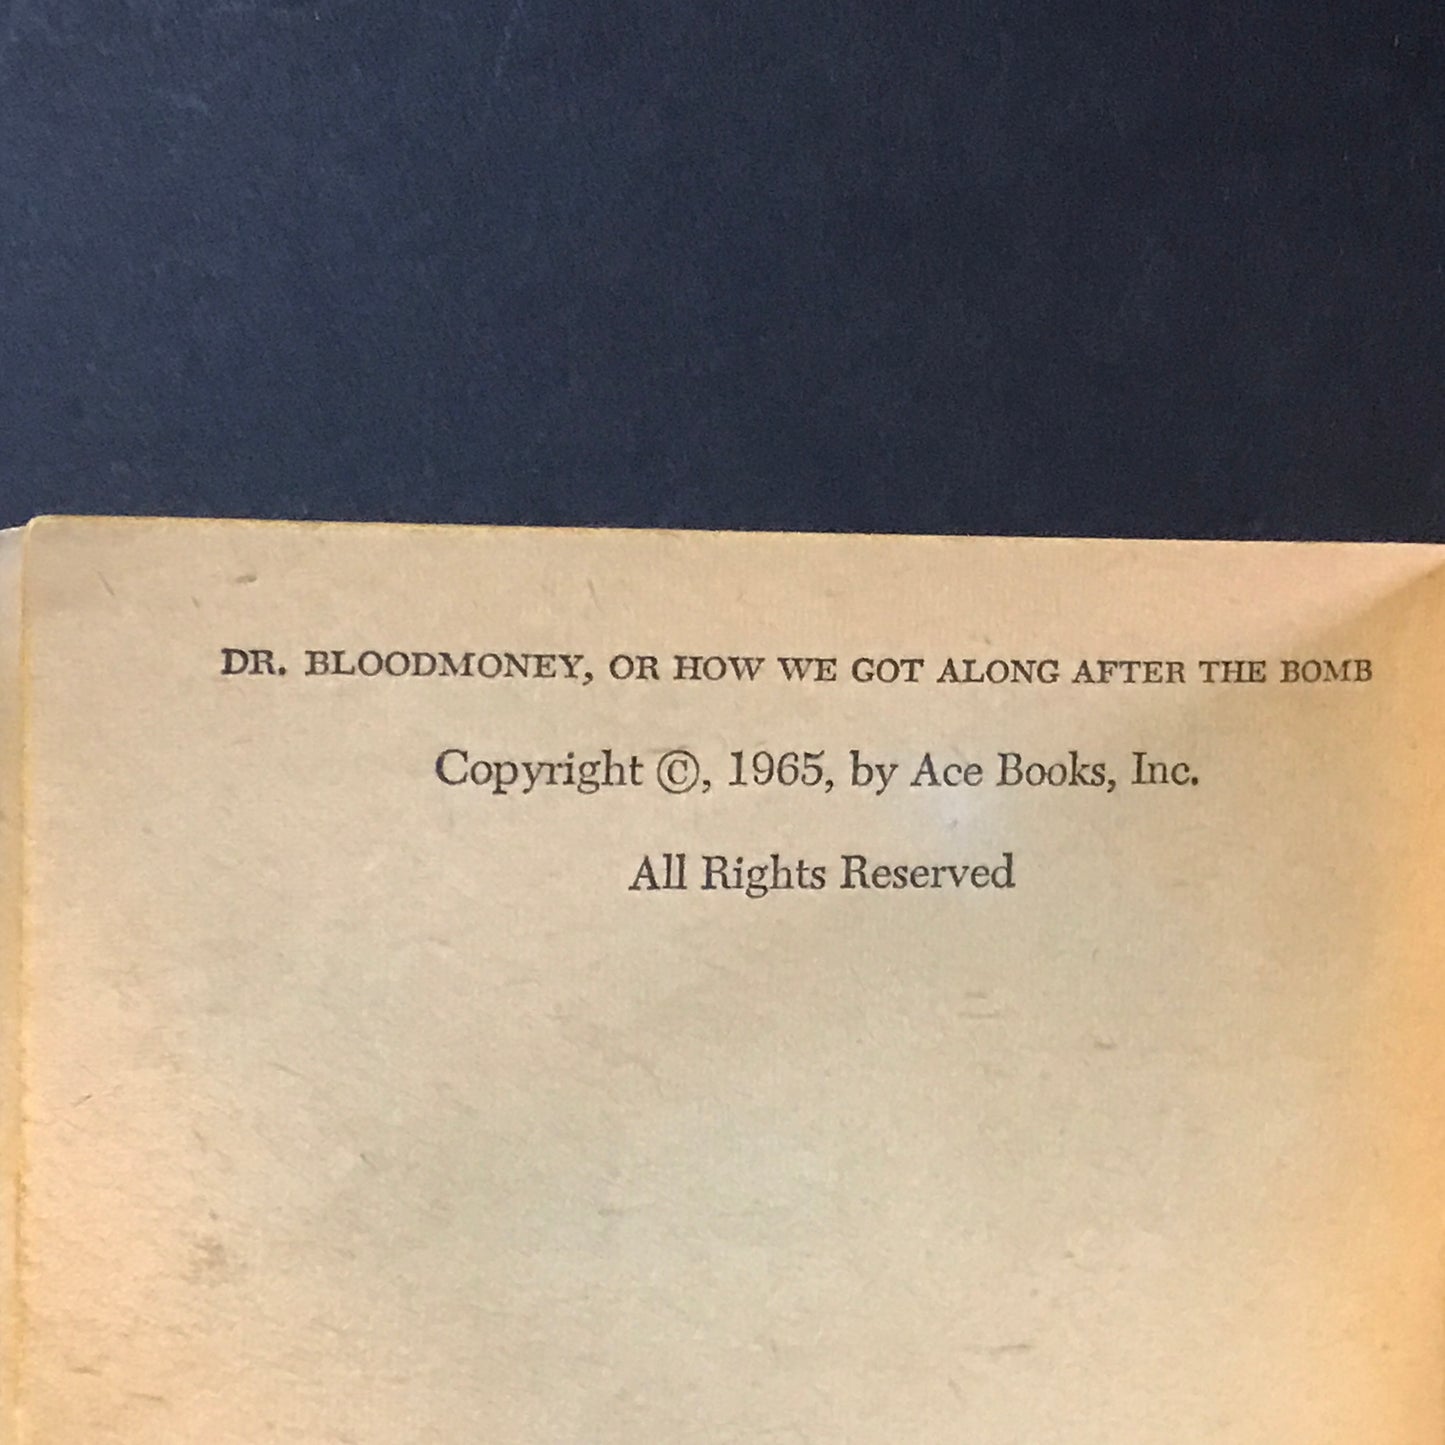 DR. BLOODMONEY, OR HOW WE GOT ALONG AFTER THE BOMB
Copyright ©, 1965, by Ace Books, Inc.
All Rights Reserved